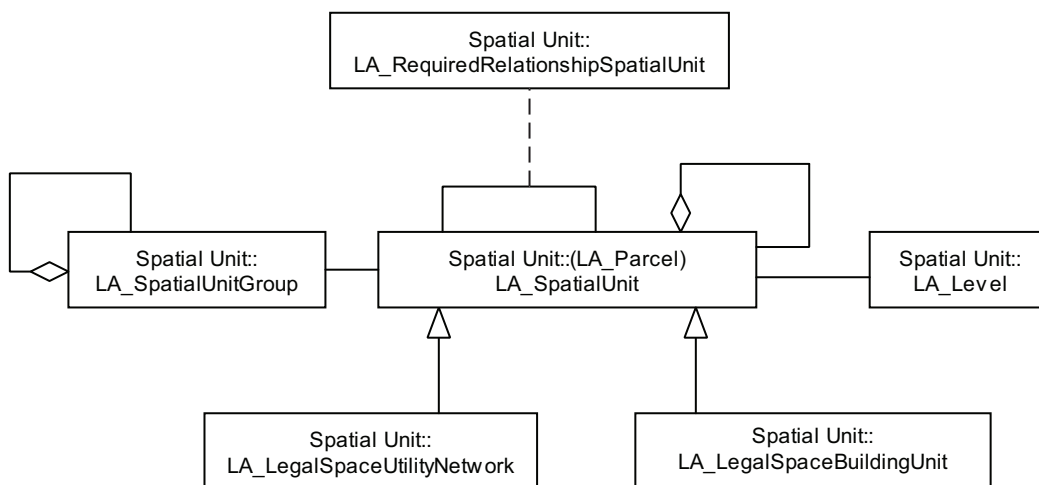 Spatial Unit::
LA_RequiredRelationshipSpatialUnit
Spatial Unit::
LA_SpatialUnitGroup
Spatial Unit::(LA_Parcel)
LA_SpatialUnit
Spatial Unit::
LA_Level
Spatial Unit::
LA_LegalSpaceUtilityNetwork
Spatial Unit::
LA_LegalSpaceBuildingUnit